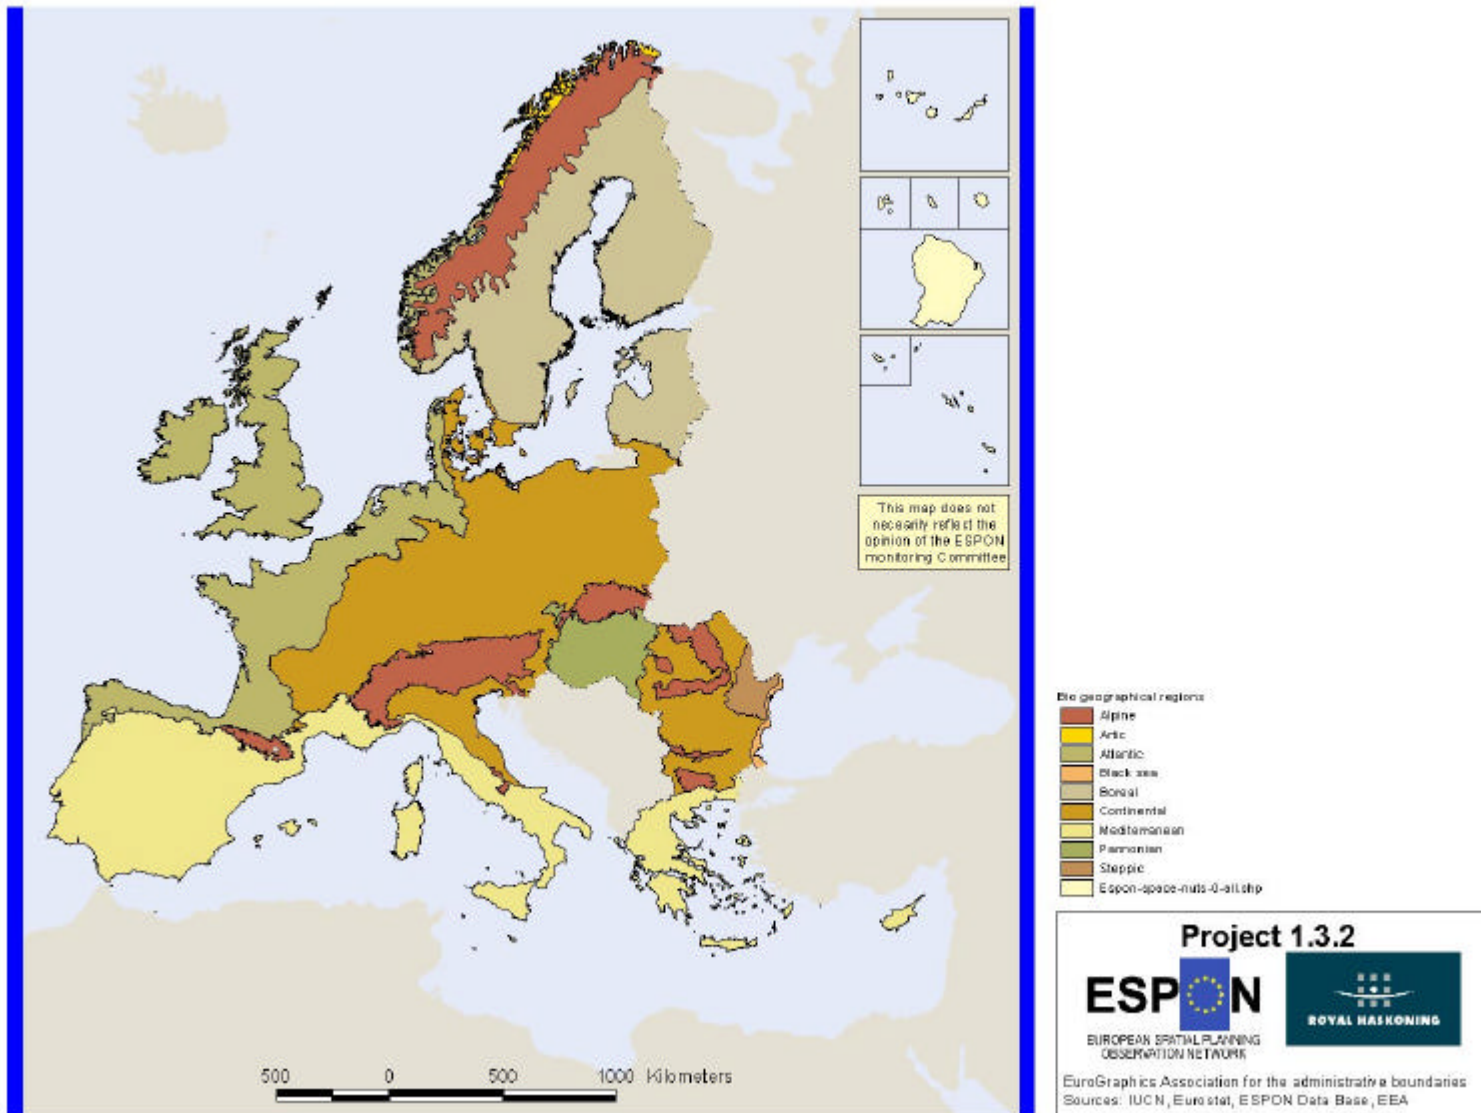 This map does not
necearily reflect the
opinion of the ESPON
monitoring Committee
Bio geographical regions
Alpine
Artic
Atlantic
Black sea
Boreal
Continental
Mediterranean
Pannonian
Steppic
Espon-space-nuts-0-all.shp
Project 1.3.2
ESPON
EUROPEAN SPATIAL PLANNING
OBSERVATION NETWORK
ROYAL HASKONING
EuroGraphics Association for the administrative boundaries
Sources: IUCN, Eurostat, ESPON Data Base, EEA
500 0 500 1000 Kilometers